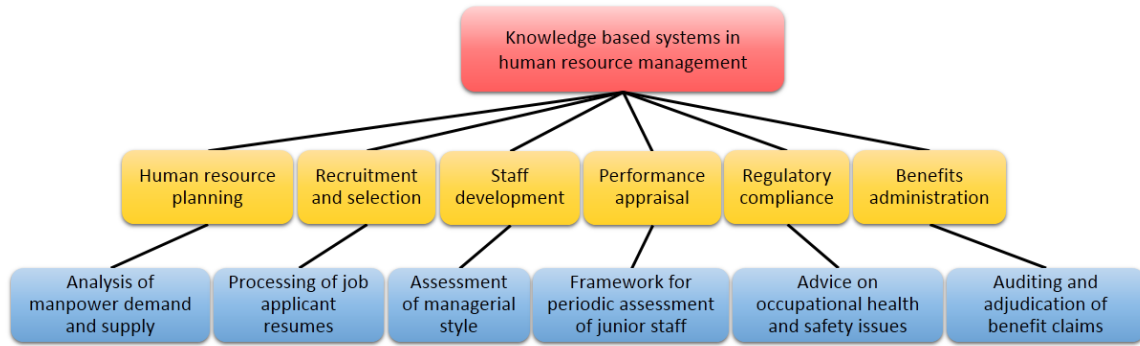 Knowledge based systems in
human resource management
Human resource
planning
Recruitment
and selection
Staff
development
Performance
appraisal
Regulatory
compliance
Benefits
administration
Analysis of
manpower demand
and supply
Processing of job
applicant
resumes
Assessment
of managerial
style
Framework for
periodic assessment
of junior staff
Advice on
occupational health
and safety issues
Auditing and
adjudication of
benefit claims